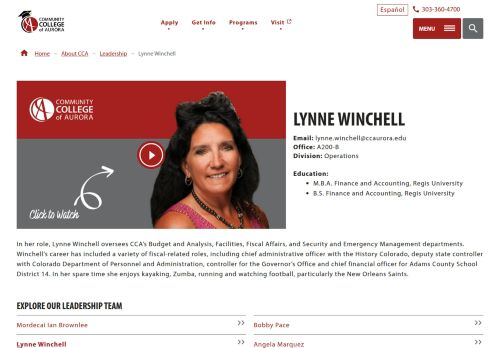 COMMUNITY
COLLEGE
of AURORA
Apply
Get Info
Programs
Visit
Español
303-360-4700
MENU
Home – About CCA – Leadership – Lynne Winchell
COMMUNITY
COLLEGE
of AURORA
Click to Watch
LYNNE WINCHELL
Email: lynne.winchell@ccaurora.edu
Office: A200-B
Division: Operations
Education:
• M.B.A. Finance and Accounting, Regis University
• B.S. Finance and Accounting, Regis University
In her role, Lynne Winchell oversees CCA's Budget and Analysis, Facilities, Fiscal Affairs, and Security and Emergency Management departments.
Winchell's career has included a variety of fiscal-related roles, including chief administrative officer with the History Colorado, deputy state controller
with Colorado Department of Personnel and Administration, controller for the Governor's Office and chief financial officer for Adams County School
District 14. In her spare time she enjoys kayaking, Zumba, running and watching football, particularly the New Orleans Saints.
EXPLORE OUR LEADERSHIP TEAM
Mordecai Ian Brownlee >>
Bobby Pace >>
Lynne Winchell >>
Angela Marquez >>